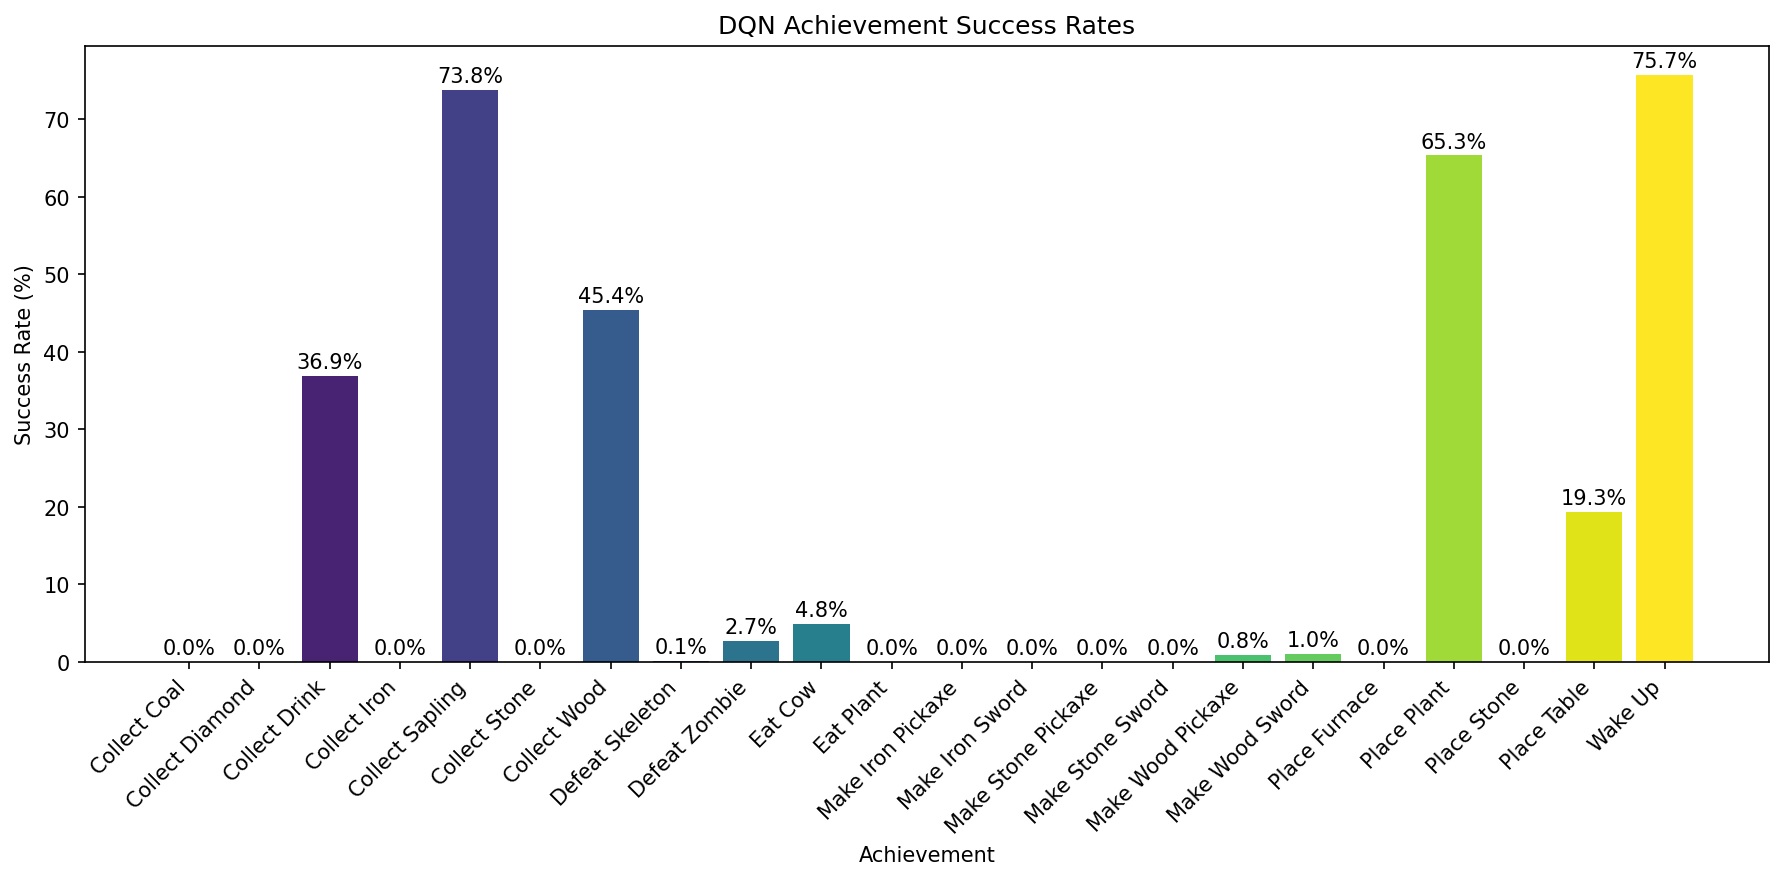 DQN Achievement Success Rates
Success Rate (%)
70
60
50
40
30
20
10
0
0.0%
0.0%
36.9%
0.0%
73.8%
0.0%
45.4%
0.1%
2.7%
4.8%
0.0%
0.0%
0.0%
0.0%
0.0%
0.8%
1.0%
0.0%
65.3%
0.0%
19.3%
75.7%
Collect Coal
Collect Diamond
Collect Drink
Collect Iron
Collect Sapling
Collect Stone
Collect Wood
Defeat Skeleton
Defeat Zombie
Eat Cow
Eat Plant
Make Iron Pickaxe
Make Iron Sword
Make Stone Pickaxe
Make Stone Sword
Make Wood Pickaxe
Make Wood Sword
Place Furnace
Place Plant
Place Stone
Place Table
Wake Up
Achievement